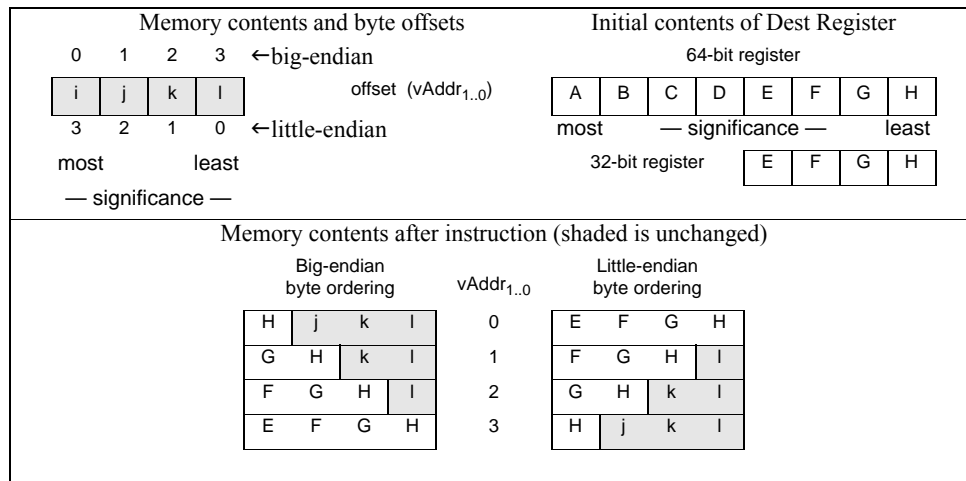 Memory contents and byte offsets
Initial contents of Dest Register
0 1 2 3 ←big-endian
64-bit register
i j k l
offset (vAddr1..0)
A B C D E F G H
3 2 1 0 ←little-endian
most — significance — least
most least
32-bit register E F G H
— significance —
Memory contents after instruction (shaded is unchanged)
Big-endian
byte ordering
vAddr1..0
Little-endian
byte ordering
H j k l 0 E F G H
G H k l 1 F G H l
F G H l 2 G H k l
E F G H 3 H j k l